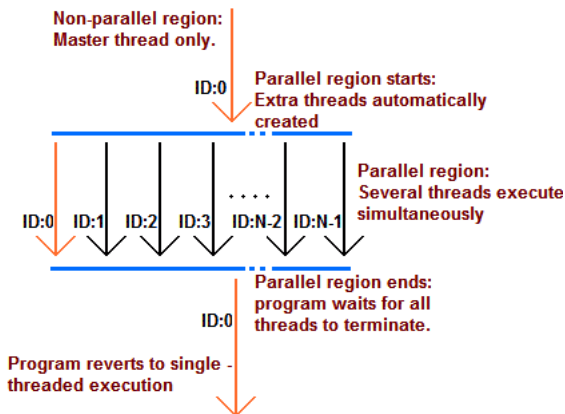 Non-parallel region:
Master thread only.
ID:0
Parallel region starts:
Extra threads automatically
created
Parallel region:
Several threads execute
simultaneously
ID:0
ID:1
ID:2
ID:3
....
ID:N-2
ID:N-1
Parallel region ends:
program waits for all
threads to terminate.
ID:0
Program reverts to single -
threaded execution